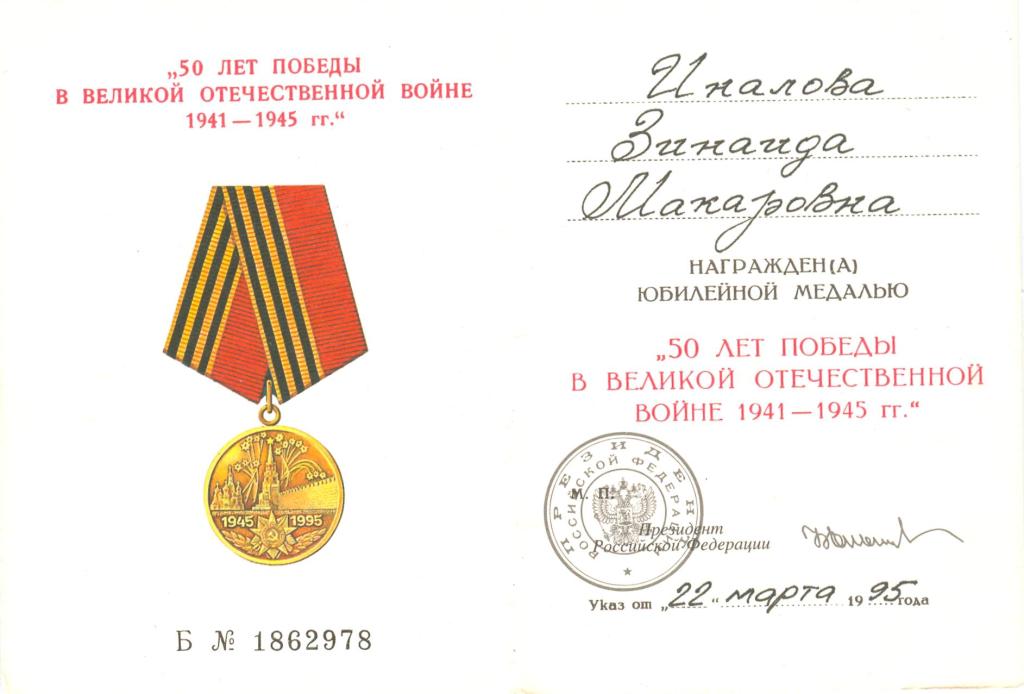 „50 ЛЕТ ПОБЕДЫ
В ВЕЛИКОЙ ОТЕЧЕСТВЕННОЙ ВОЙНЕ
1941—1945 гг.“
1945 1995
Б № 1862978
Иналова
Зинаида
Макаровна
НАГРАЖДЕН(А)
ЮБИЛЕЙНОЙ МЕДАЛЬЮ
„50 ЛЕТ ПОБЕДЫ
В ВЕЛИКОЙ ОТЕЧЕСТВЕННОЙ
ВОЙНЕ 1941—1945 гг.“
ПРЕЗИДЕНТ
РОССИЙСКОЙ ФЕДЕРАЦИИ
М. П.
Президент
Российской Федерации
Указ от „22“ марта 1995 года